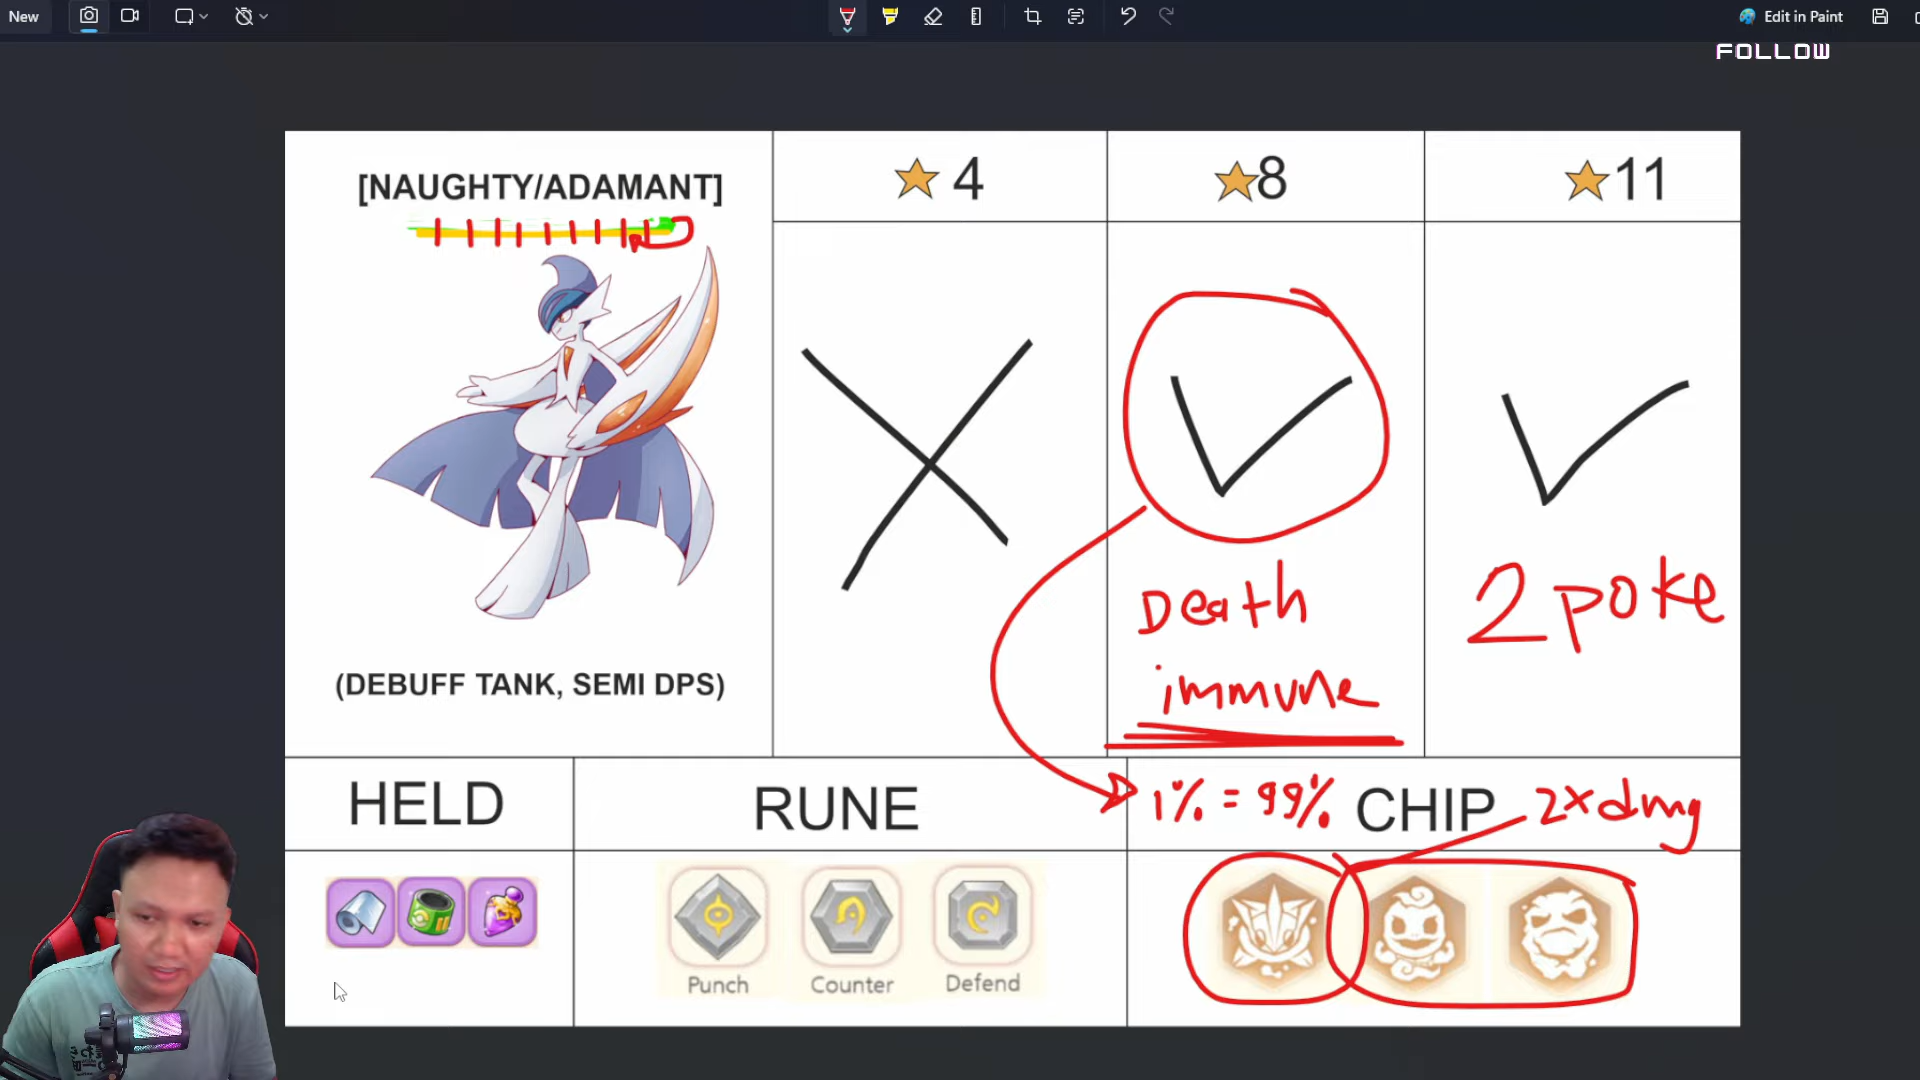 New
Edit in Paint
FOLLOW
[NAUGHTY/ADAMANT]
4
8
11
Death
immune
2 poke
(DEBUFF TANK, SEMI DPS)
HELD
RUNE
1% = 99%
CHIP
2x dmg
Punch
Counter
Defend